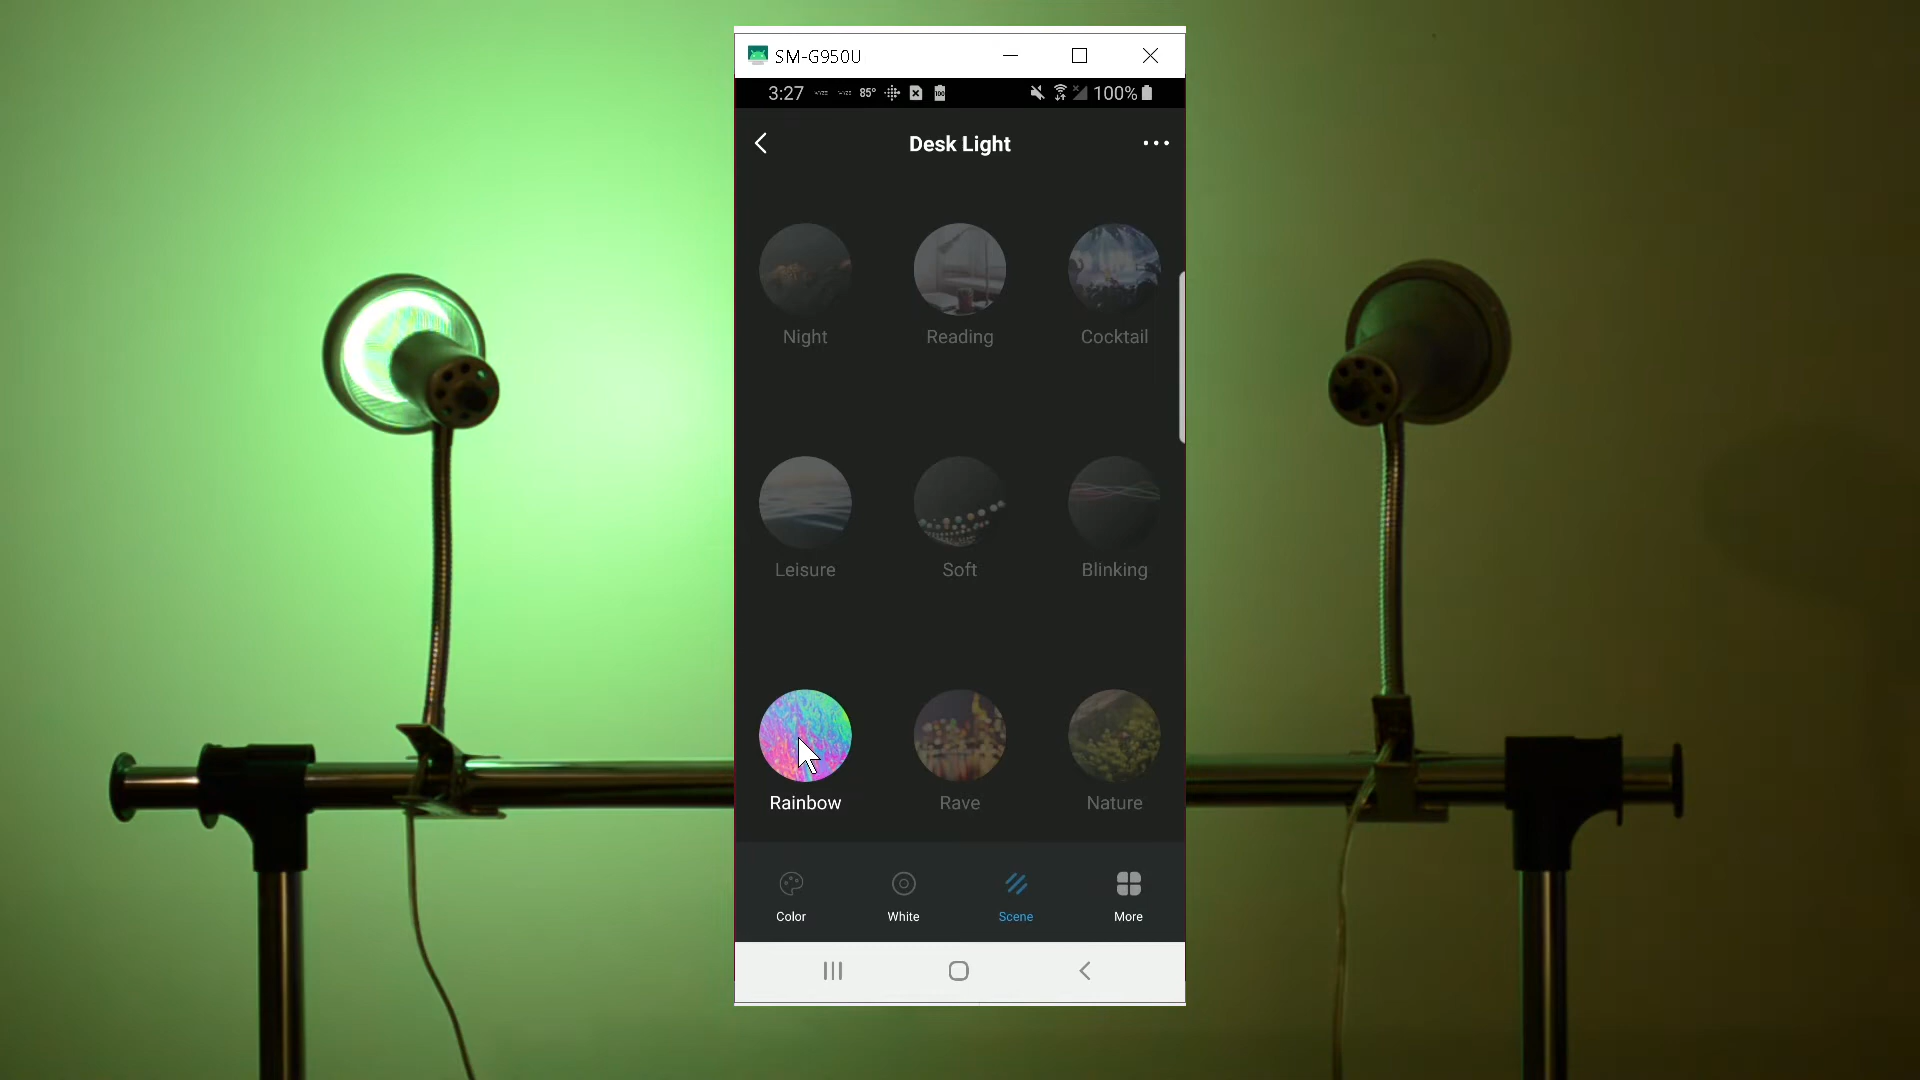 SM-G950U
3:27 85° 100%
Desk Light
Night Reading Cocktail
Leisure Soft Blinking
Rainbow Rave Nature
Color White Scene More